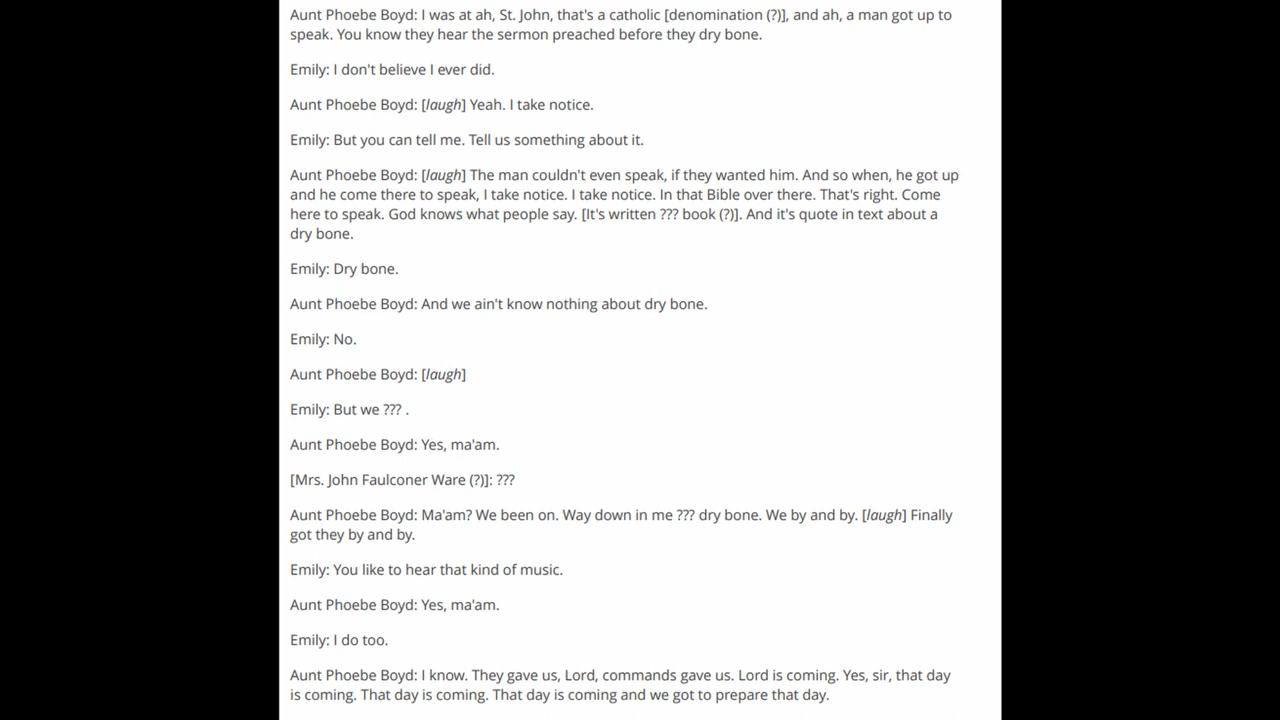 Aunt Phoebe Boyd: I was at ah, St. John, that's a catholic [denomination (?)], and ah, a man got up to
speak. You know they hear the sermon preached before they dry bone.
Emily: I don't believe I ever did.
Aunt Phoebe Boyd: [laugh] Yeah. I take notice.
Emily: But you can tell me. Tell us something about it.
Aunt Phoebe Boyd: [laugh] The man couldn't even speak, if they wanted him. And so when, he got up
and he come there to speak, I take notice. I take notice. In that Bible over there. That's right. Come
here to speak. God knows what people say. [It's written ??? book (?)]. And it's quote in text about a
dry bone.
Emily: Dry bone.
Aunt Phoebe Boyd: And we ain't know nothing about dry bone.
Emily: No.
Aunt Phoebe Boyd: [laugh]
Emily: But we ??? .
Aunt Phoebe Boyd: Yes, ma'am.
[Mrs. John Faulconer Ware (?)]: ???
Aunt Phoebe Boyd: Ma'am? We been on. Way down in me ??? dry bone. We by and by. [laugh] Finally
got they by and by.
Emily: You like to hear that kind of music.
Aunt Phoebe Boyd: Yes, ma'am.
Emily: I do too.
Aunt Phoebe Boyd: I know. They gave us, Lord, commands gave us. Lord is coming. Yes, sir, that day
is coming. That day is coming. That day is coming and we got to prepare that day.